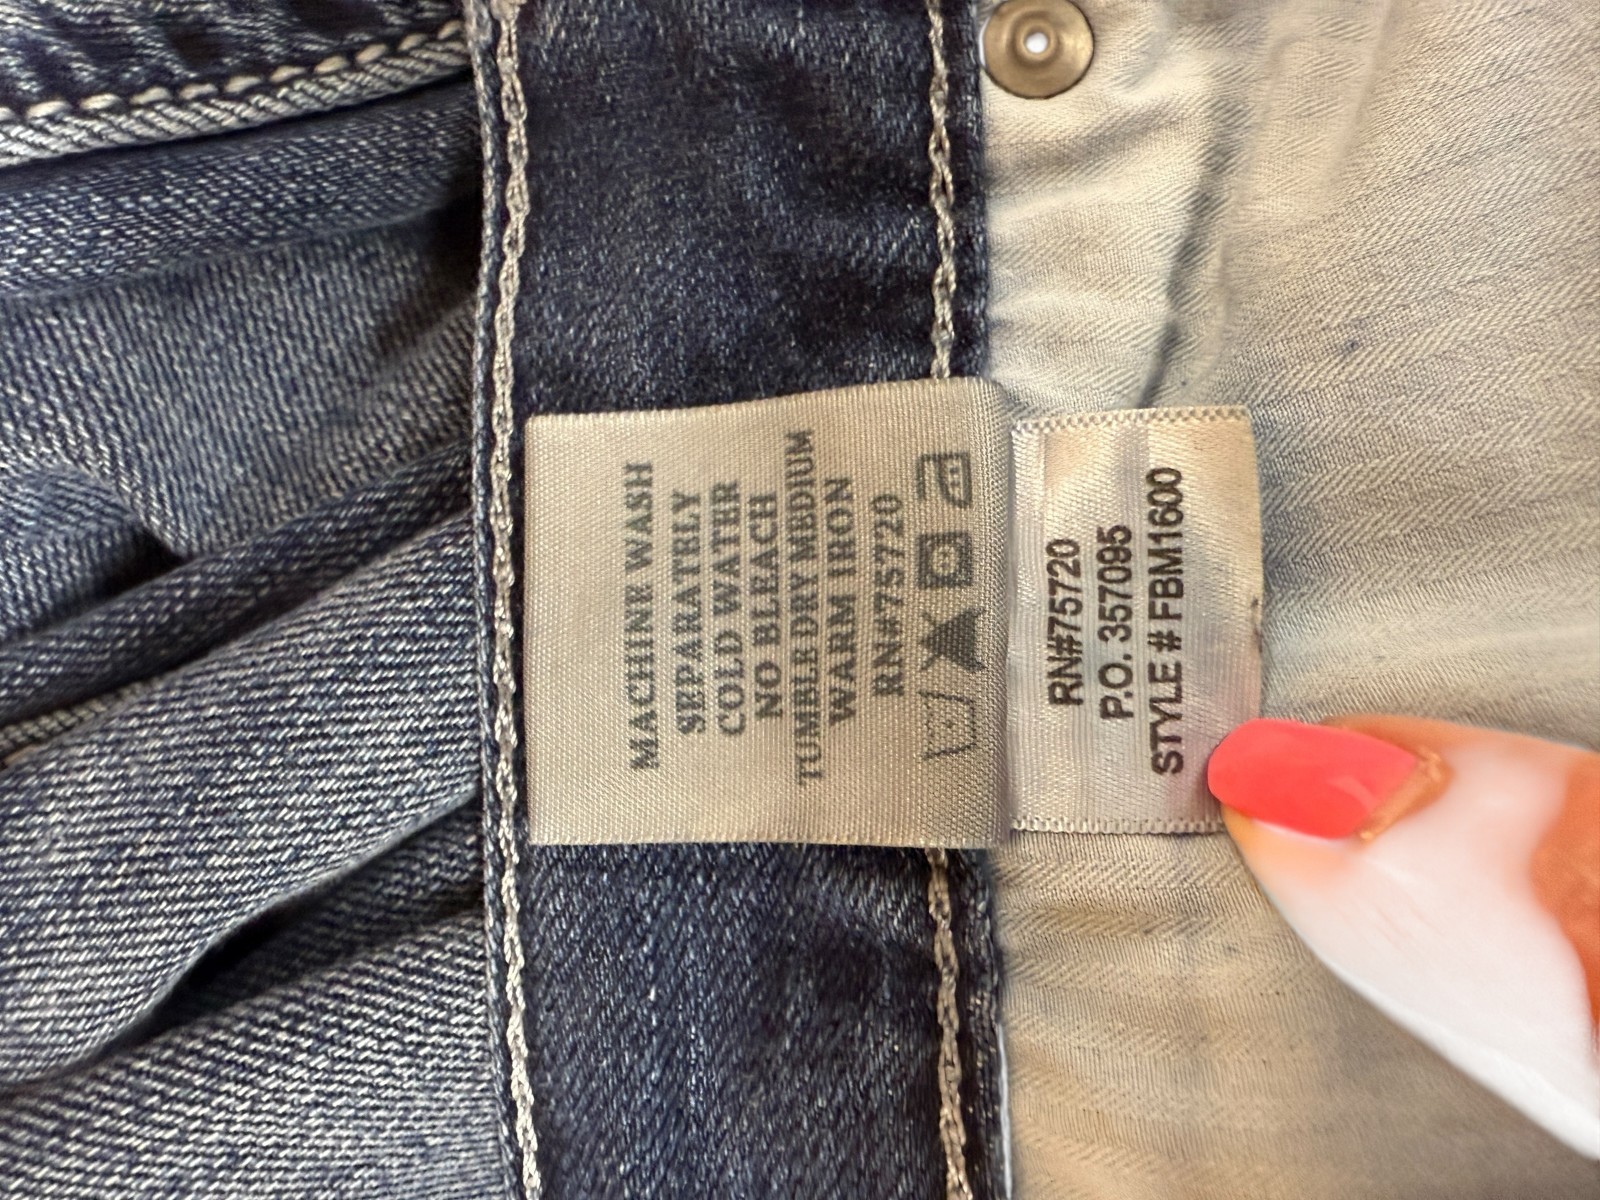 MACHINE WASH
SEPARATELY
COLD WATER
NO BLEACH
TUMBLE DRY MEDIUM
WARM IRON
RN#75720
RN#75720
P.O. 357095
STYLE # FBM1600